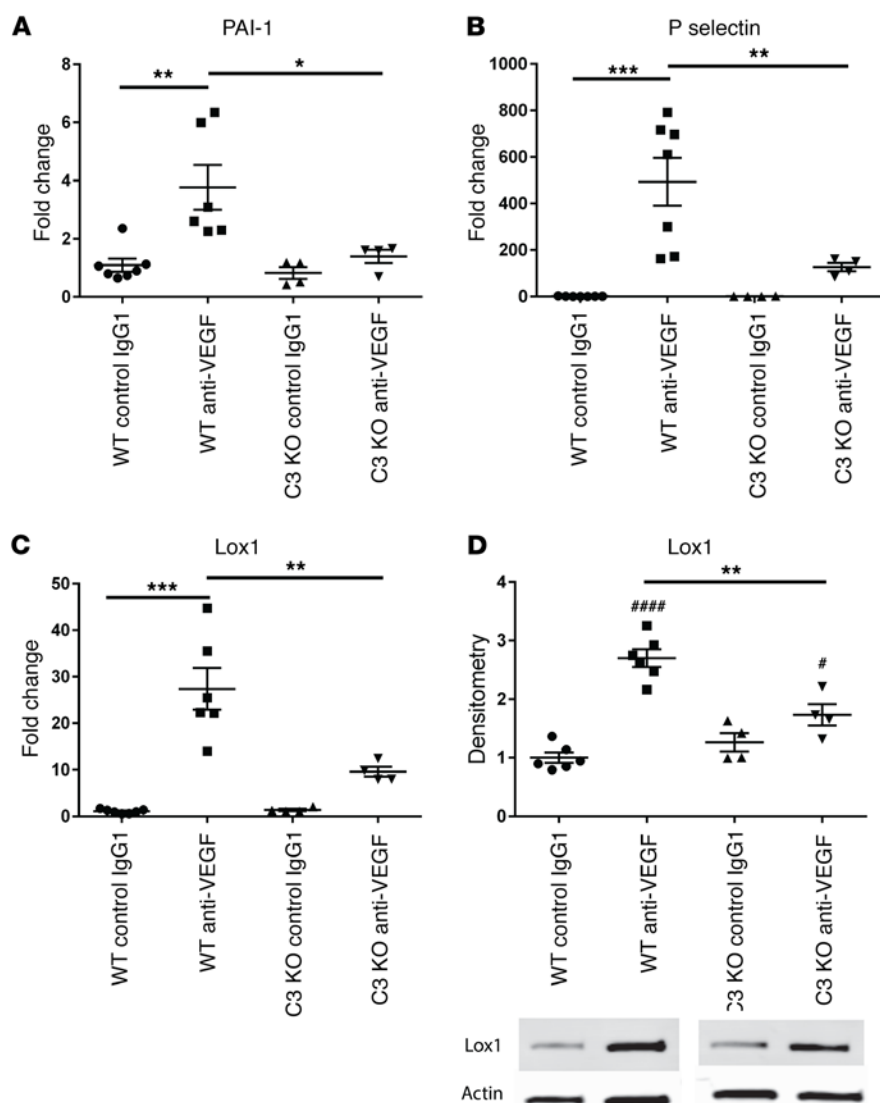 A
PAI-1
Fold change
8
6
4
2
0
**
*
WT control IgG1
WT anti-VEGF
C3 KO control IgG1
C3 KO anti-VEGF
B
P selectin
Fold change
1000
800
600
400
200
0
***
**
WT control IgG1
WT anti-VEGF
C3 KO control IgG1
C3 KO anti-VEGF
C
Lox1
Fold change
50
40
30
20
10
0
***
**
WT control IgG1
WT anti-VEGF
C3 KO control IgG1
C3 KO anti-VEGF
D
Lox1
Densitometry
4
3
2
1
0
**
####
#
WT control IgG1
WT anti-VEGF
C3 KO control IgG1
C3 KO anti-VEGF
Lox1
Actin